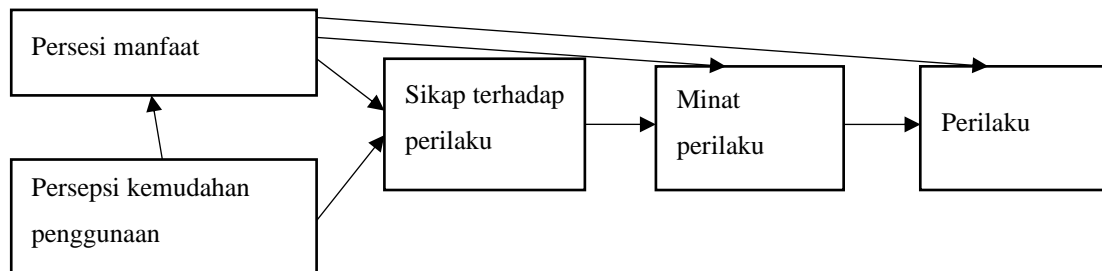 Persesi manfaat
Persepsi kemudahan
penggunaan
Sikap terhadap
perilaku
Minat
perilaku
Perilaku